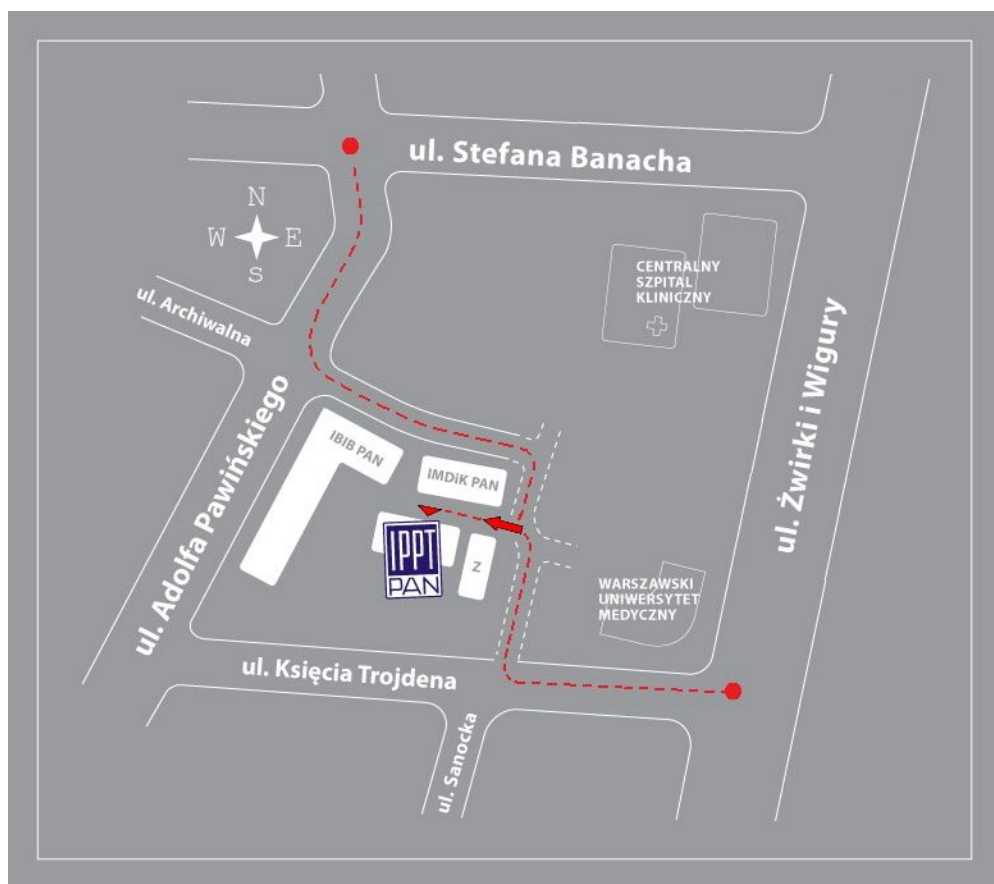 ul. Stefana Banacha
N
W E
S
CENTRALNY
SZPITAL
KLINICZNY
ul. Archiwalna
ul. Żwirki i Wigury
ul. Adolfa Pawińskiego
IBIB PAN
IMDiK PAN
IPPT
PAN
Z
WARSZAWSKI
UNIWERSYTET
MEDYCZNY
ul. Księcia Trojdena
ul. Sanocka